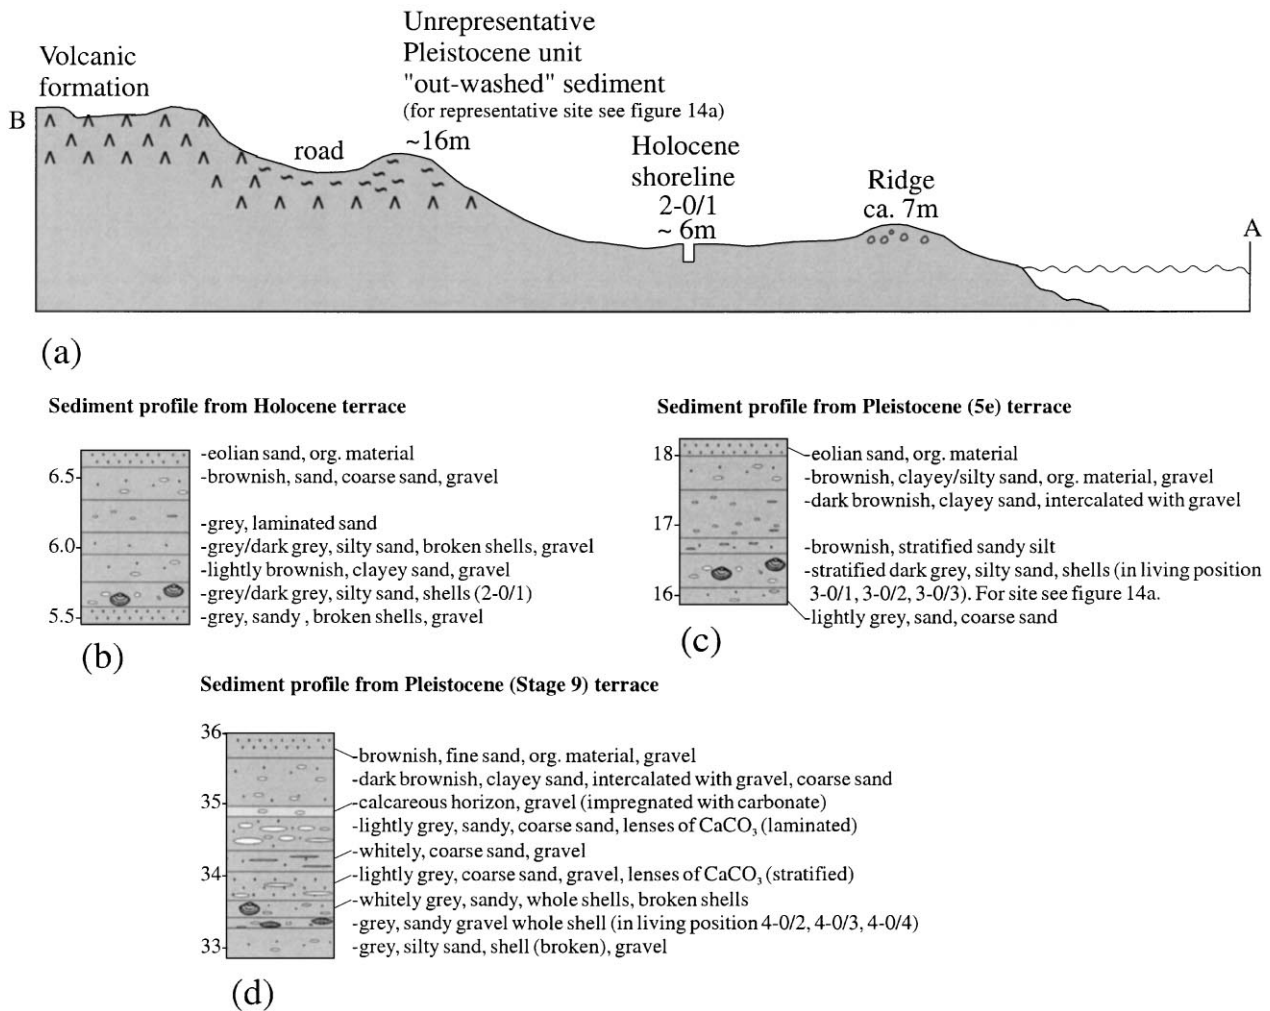 Unrepresentative
Pleistocene unit
"out-washed" sediment
(for representative site see figure 14a)
~16m
Volcanic
formation
B
road
Holocene
shoreline
2-0/1
~ 6m
Ridge
ca. 7m
A
(a)
Sediment profile from Holocene terrace
-eolian sand, org. material
6.5
-brownish, sand, coarse sand, gravel
-grey, laminated sand
6.0
-grey/dark grey, silty sand, broken shells, gravel
-lightly brownish, clayey sand, gravel
-grey/dark grey, silty sand, shells (2-0/1)
5.5
-grey, sandy , broken shells, gravel
(b)
Sediment profile from Pleistocene (5e) terrace
18
-eolian sand, org. material
-brownish, clayey/silty sand, org. material, gravel
-dark brownish, clayey sand, intercalated with gravel
17
-brownish, stratified sandy silt
-stratified dark grey, silty sand, shells (in living position
3-0/1, 3-0/2, 3-0/3). For site see figure 14a.
16
-lightly grey, sand, coarse sand
(c)
Sediment profile from Pleistocene (Stage 9) terrace
36
-brownish, fine sand, org. material, gravel
-dark brownish, clayey sand, intercalated with gravel, coarse sand
35
-calcareous horizon, gravel (impregnated with carbonate)
-lightly grey, sandy, coarse sand, lenses of CaCO₃ (laminated)
-whitely, coarse sand, gravel
34
-lightly grey, coarse sand, gravel, lenses of CaCO₃ (stratified)
-whitely grey, sandy, whole shells, broken shells
-grey, sandy gravel whole shell (in living position 4-0/2, 4-0/3, 4-0/4)
33
-grey, silty sand, shell (broken), gravel
(d)